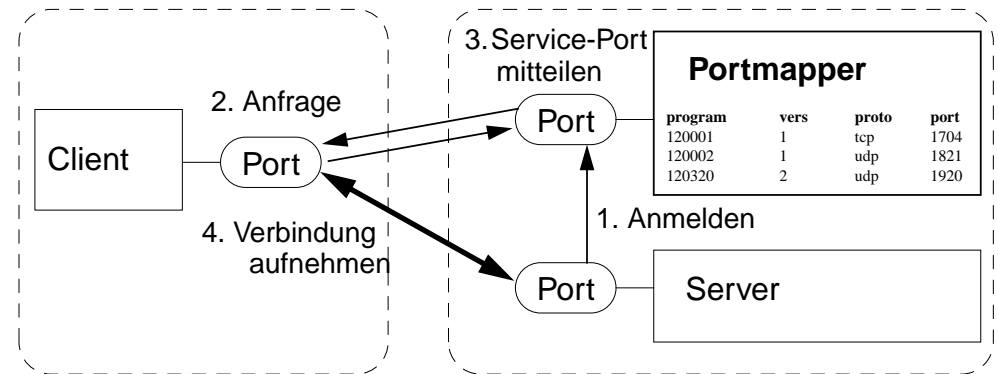 3. Service-Port
mitteilen
Portmapper
program vers proto port
120001 1 tcp 1704
120002 1 udp 1821
120320 2 udp 1920
2. Anfrage
Client
Port
Port
1. Anmelden
4. Verbindung
aufnehmen
Port
Server